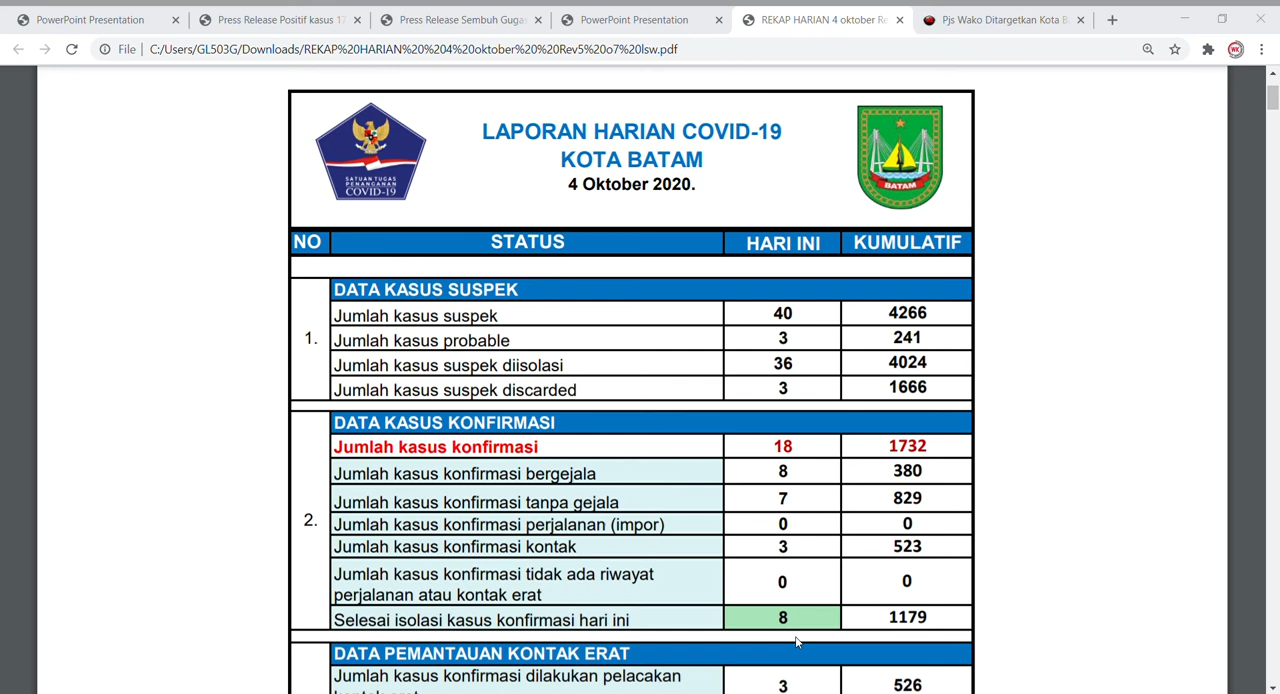 PowerPoint Presentation
Press Release Positif kasus 17
Press Release Sembuh Gugas
PowerPoint Presentation
REKAP HARIAN 4 oktober Re
Pjs Wako Ditargetkan Kota B
File
C:/Users/GL503G/Downloads/REKAP%20HARIAN%20%204%20oktober%20%20Rev5%20o7%20lsw.pdf
WK
SATUAN TUGAS
PENANGANAN
COVID-19
LAPORAN HARIAN COVID-19
KOTA BATAM
4 Oktober 2020.
BATAM
NO STATUS HARI INI KUMULATIF
DATA KASUS SUSPEK
1.
Jumlah kasus suspek 40 4266
Jumlah kasus probable 3 241
Jumlah kasus suspek diisolasi 36 4024
Jumlah kasus suspek discarded 3 1666
DATA KASUS KONFIRMASI
2.
Jumlah kasus konfirmasi 18 1732
Jumlah kasus konfirmasi bergejala 8 380
Jumlah kasus konfirmasi tanpa gejala 7 829
Jumlah kasus konfirmasi perjalanan (impor) 0 0
Jumlah kasus konfirmasi kontak 3 523
Jumlah kasus konfirmasi tidak ada riwayat
perjalanan atau kontak erat 0 0
Selesai isolasi kasus konfirmasi hari ini 8 1179
DATA PEMANTAUAN KONTAK ERAT
Jumlah kasus konfirmasi dilakukan pelacakan 3 526